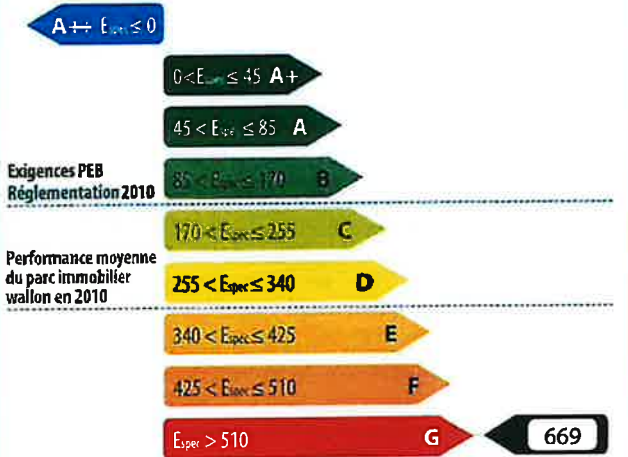 A++ Espec ≤ 0
0 < Espec ≤ 45 A+
45 < Espec ≤ 85 A
Exigences PEB
Réglementation 2010
85 < Espec ≤ 170 B
170 < Espec ≤ 255 C
Performance moyenne
du parc immobilier
wallon en 2010
255 < Espec ≤ 340 D
340 < Espec ≤ 425 E
425 < Espec ≤ 510 F
Espec > 510 G
669